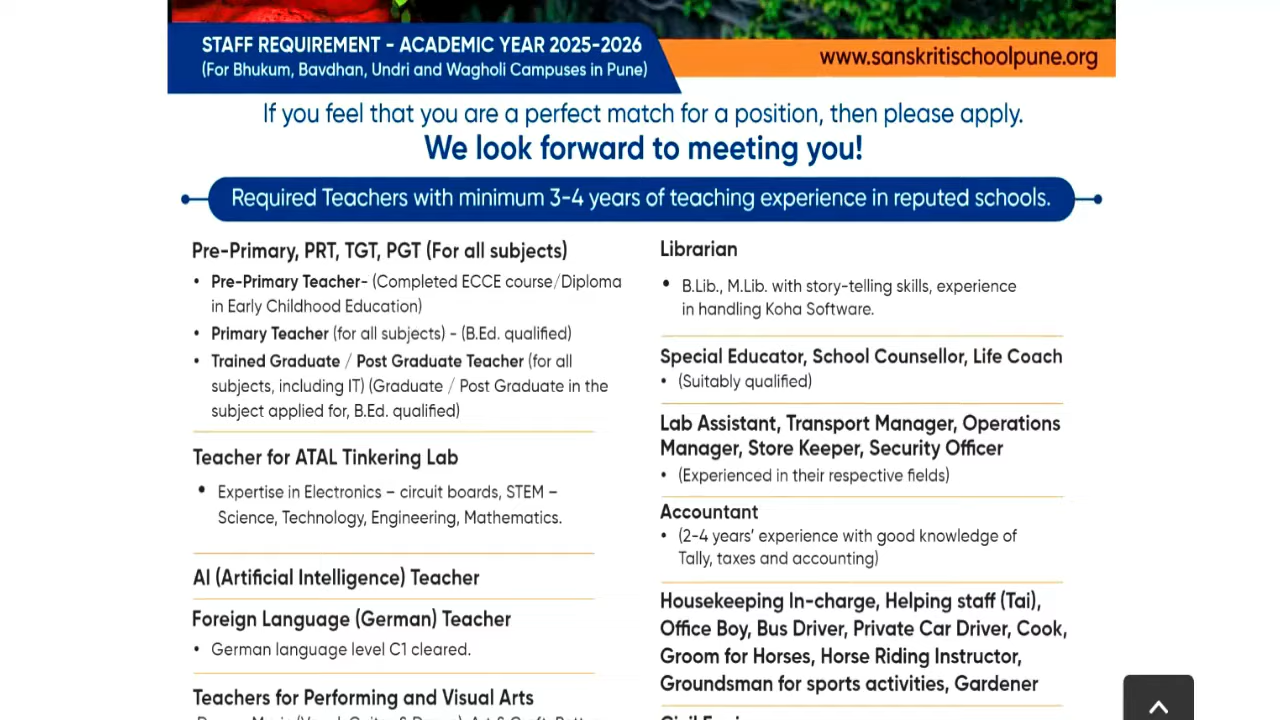 STAFF REQUIREMENT - ACADEMIC YEAR 2025-2026
(For Bhukum, Bavdhan, Undri and Wagholi Campuses in Pune)
www.sanskritischoolpune.org
If you feel that you are a perfect match for a position, then please apply.
We look forward to meeting you!
Required Teachers with minimum 3-4 years of teaching experience in reputed schools.
Pre-Primary, PRT, TGT, PGT (For all subjects)
• Pre-Primary Teacher- (Completed ECCE course/Diploma
in Early Childhood Education)
• Primary Teacher (for all subjects) - (B.Ed. qualified)
• Trained Graduate / Post Graduate Teacher (for all
subjects, including IT) (Graduate / Post Graduate in the
subject applied for, B.Ed. qualified)
Teacher for ATAL Tinkering Lab
• Expertise in Electronics – circuit boards, STEM –
Science, Technology, Engineering, Mathematics.
AI (Artificial Intelligence) Teacher
Foreign Language (German) Teacher
• German language level C1 cleared.
Teachers for Performing and Visual Arts
Librarian
• B.Lib., M.Lib. with story-telling skills, experience
in handling Koha Software.
Special Educator, School Counsellor, Life Coach
• (Suitably qualified)
Lab Assistant, Transport Manager, Operations
Manager, Store Keeper, Security Officer
• (Experienced in their respective fields)
Accountant
• (2-4 years' experience with good knowledge of
Tally, taxes and accounting)
Housekeeping In-charge, Helping staff (Tai),
Office Boy, Bus Driver, Private Car Driver, Cook,
Groom for Horses, Horse Riding Instructor,
Groundsman for sports activities, Gardener